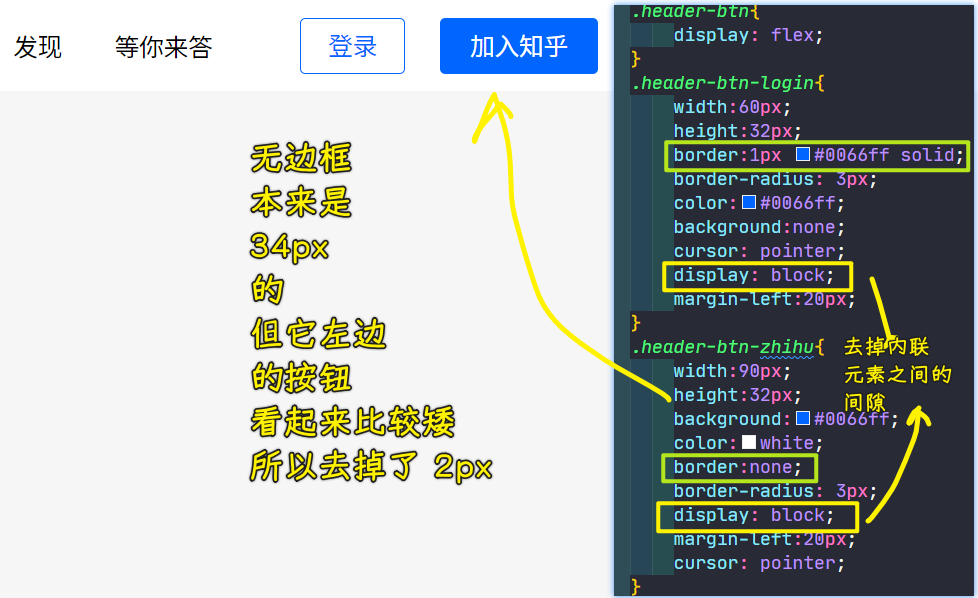 发现
等你来答
登录
加入知乎
无边框
本来是
34px
的
但它左边
的按钮
看起来比较矮
所以去掉了 2px
.header-btn{
display: flex;
}
.header-btn-login{
width:60px;
height:32px;
border:1px #0066ff solid;
border-radius: 3px;
color:#0066ff;
background:none;
cursor: pointer;
display: block;
margin-left:20px;
}
.header-btn-zhihu{
width:90px;
height:32px;
background:#0066ff;
color:white;
border:none;
border-radius: 3px;
display: block;
margin-left:20px;
cursor: pointer;
}
去掉内联
元素之间的
间隙